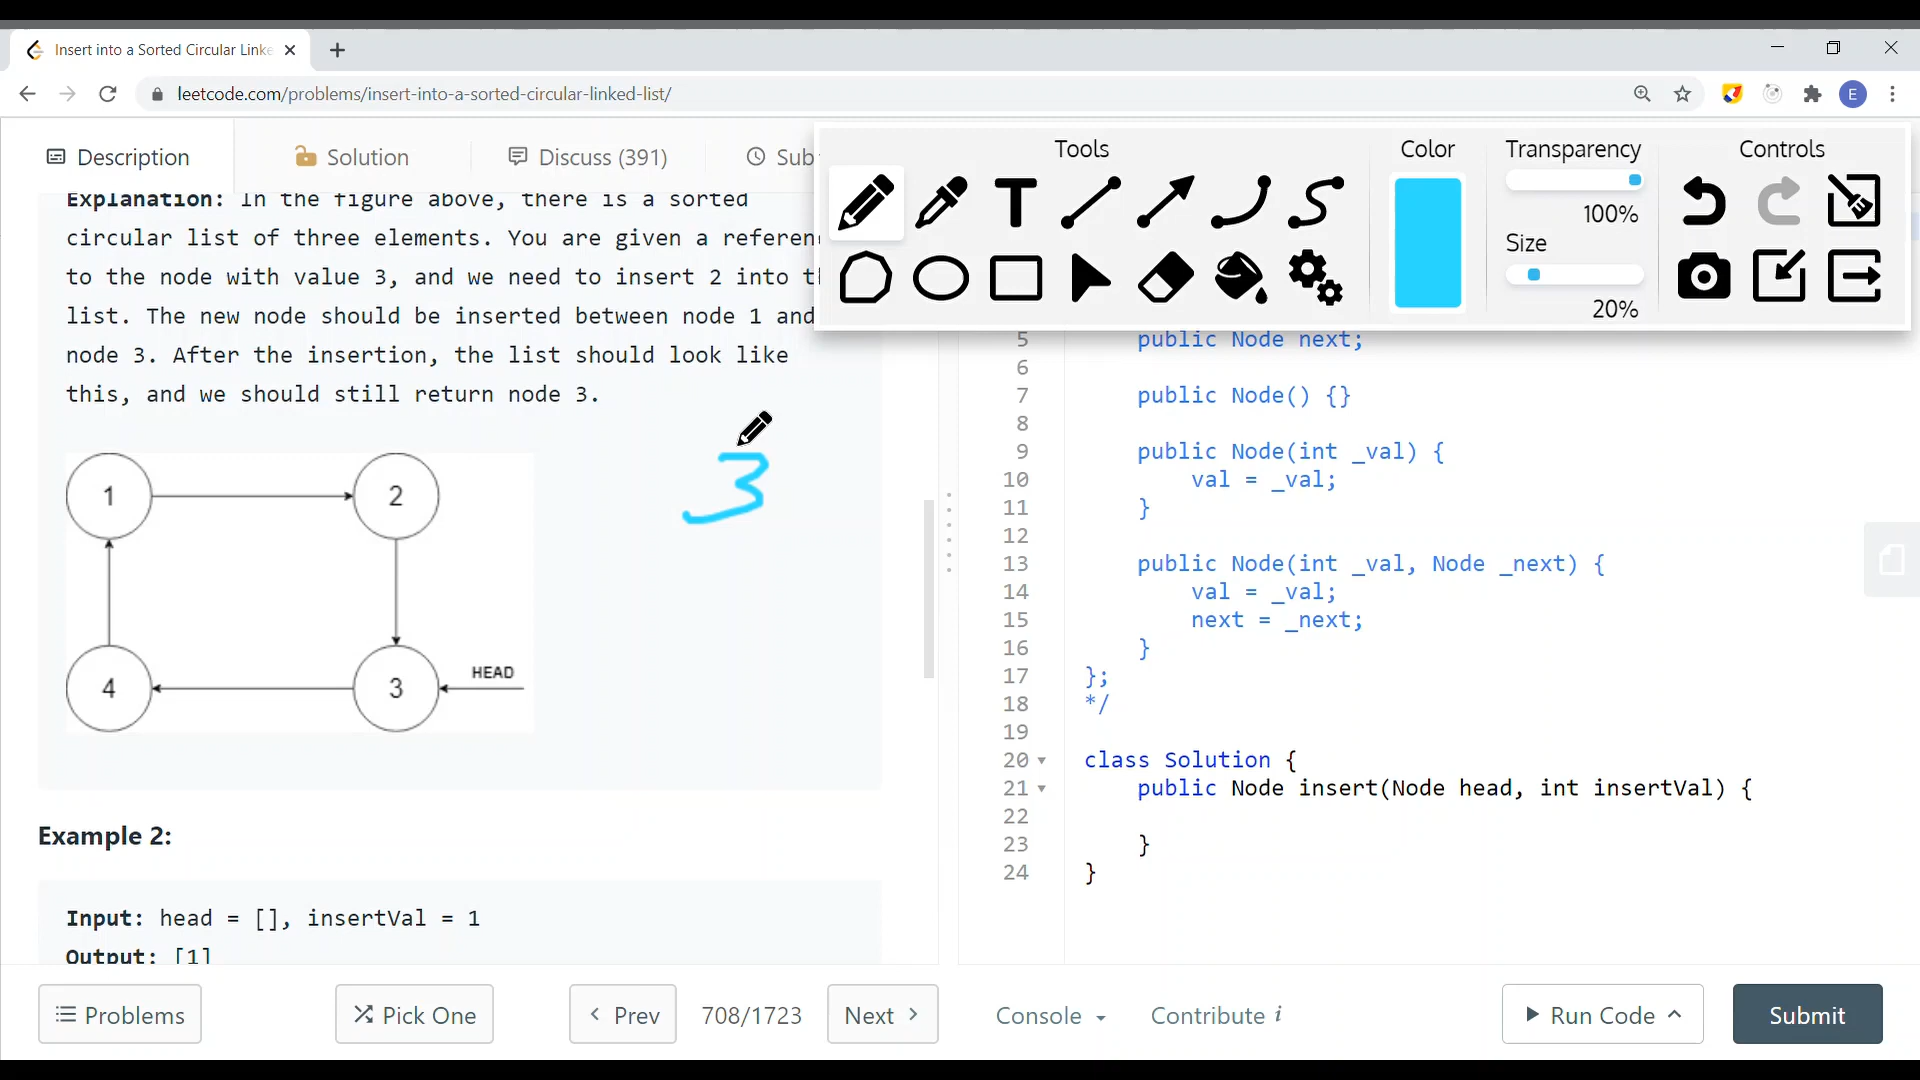 Insert into a Sorted Circular Linke
leetcode.com/problems/insert-into-a-sorted-circular-linked-list/
E
Description
Solution
Discuss (391)
Sub
Tools
Color
Transparency
100%
Size
20%
Controls
T
Explanation: In the figure above, there is a sorted
circular list of three elements. You are given a referen
to the node with value 3, and we need to insert 2 into t
list. The new node should be inserted between node 1 and
node 3. After the insertion, the list should look like
this, and we should still return node 3.
3
1
2
4
3
HEAD
Example 2:
Input: head = [], insertVal = 1
Output: [1]
5 public Node next;
6
7 public Node() {}
8
9 public Node(int _val) {
10 val = _val;
11 }
12
13 public Node(int _val, Node _next) {
14 val = _val;
15 next = _next;
16 }
17 };
18 */
19
20 class Solution {
21 public Node insert(Node head, int insertVal) {
22
23 }
24 }
Problems
Pick One
Prev
708/1723
Next
Console
Contribute i
Run Code
Submit